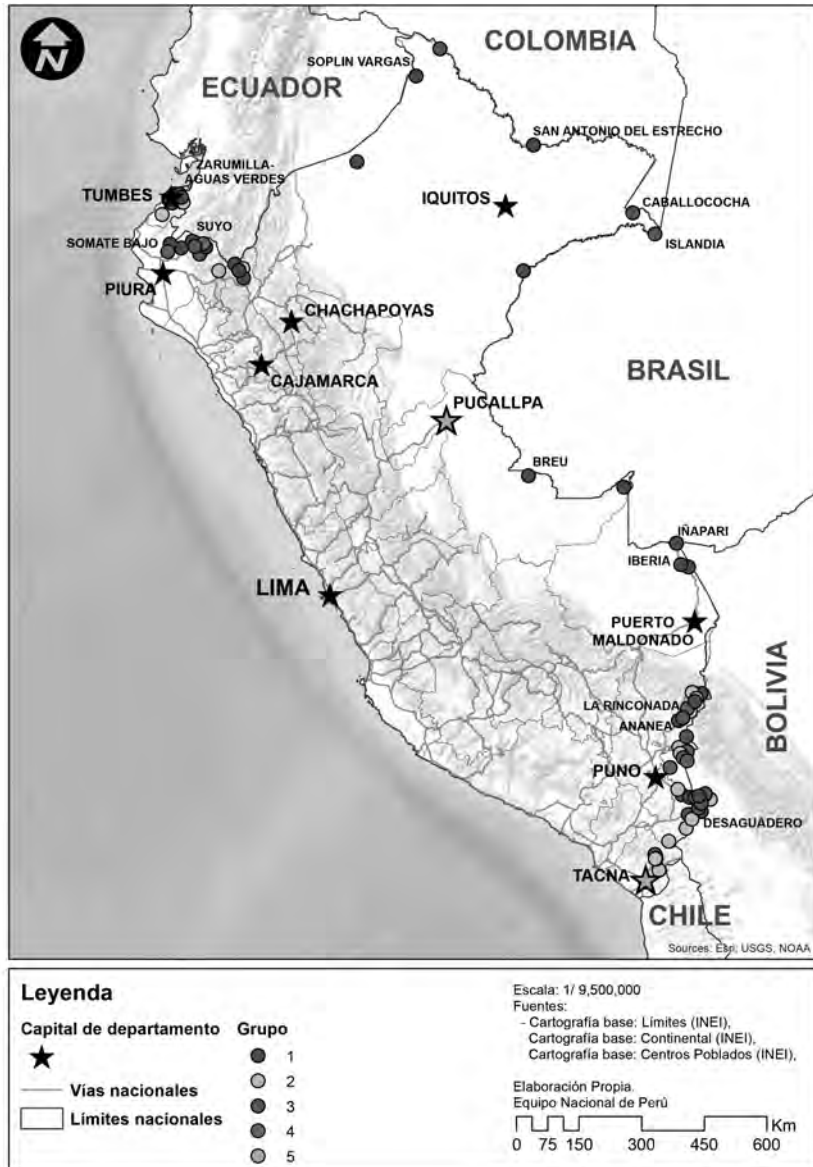 N
COLOMBIA
SOPLIN VARGAS
ECUADOR
SAN ANTONIO DEL ESTRECHO
ZARUMILLA-
AGUAS VERDES
TUMBES
IQUITOS
CABALLOCOCHA
SUYO
SOMATE BAJO
ISLANDIA
PIURA
CHACHAPOYAS
BRASIL
CAJAMARCA
PUCALLPA
BREU
IÑAPARI
IBERIA
LIMA
PUERTO
MALDONADO
BOLIVIA
LA RINCONADA
ANANEA
PUNO
DESAGUADERO
TACNA
CHILE
Sources: Esri, USGS, NOAA
Leyenda
Capital de departamento
Vías nacionales
Límites nacionales
Grupo
1
2
3
4
5
Escala: 1/ 9,500,000
Fuentes:
- Cartografía base: Límites (INEI),
Cartografía base: Continental (INEI),
Cartografía base: Centros Poblados (INEI),
Elaboración Propia.
Equipo Nacional de Perú
Km
0 75 150 300 450 600